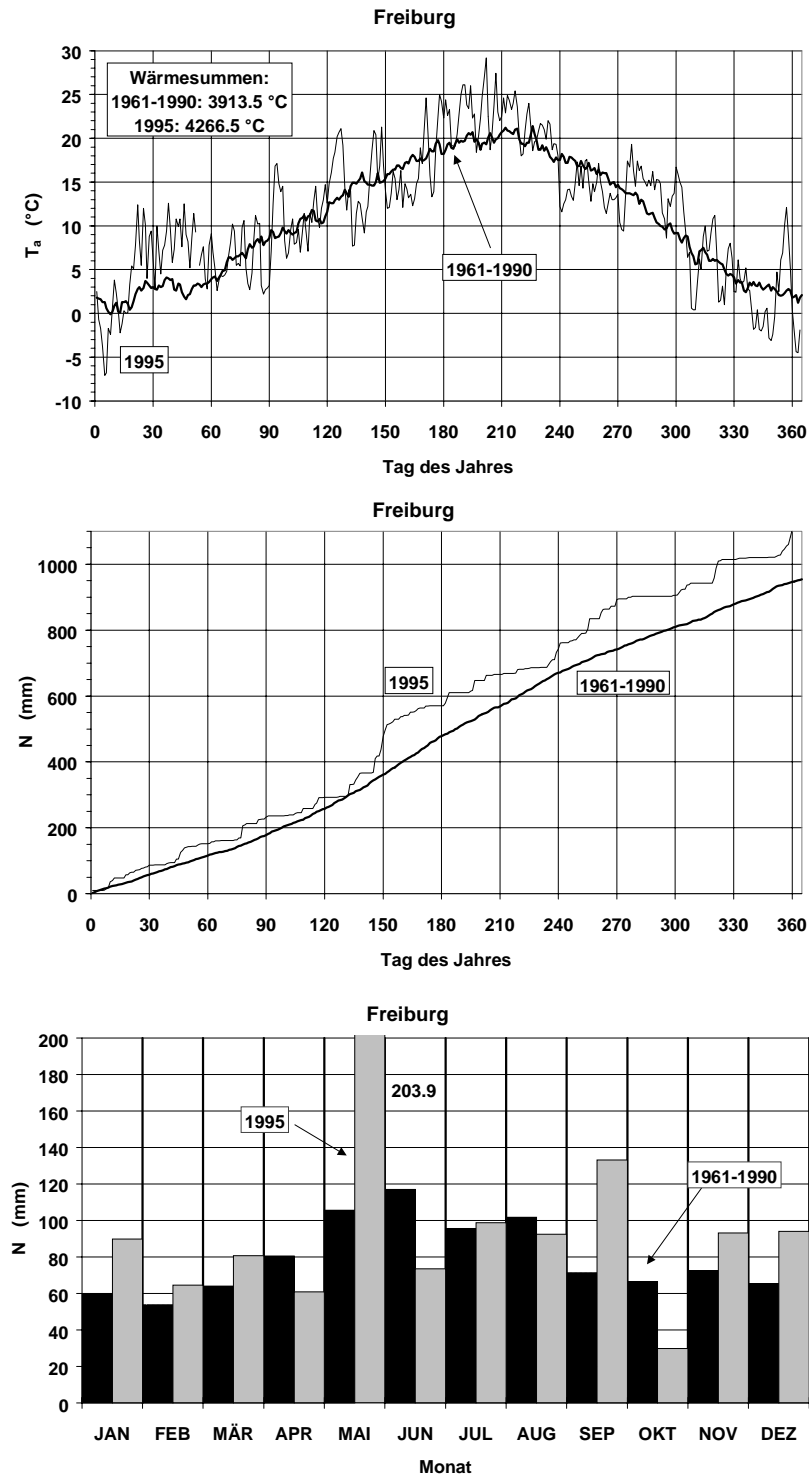 Freiburg
30
25
20
15
10
5
0
-5
-10
T_a (°C)
Wärmesummen:
1961-1990: 3913.5 °C
1995: 4266.5 °C
1961-1990
1995
0 30 60 90 120 150 180 210 240 270 300 330 360
Tag des Jahres
Freiburg
1000
800
600
400
200
0
N (mm)
1995
1961-1990
0 30 60 90 120 150 180 210 240 270 300 330 360
Tag des Jahres
Freiburg
200
180
160
140
120
100
80
60
40
20
0
N (mm)
203.9
1995
1961-1990
JAN FEB MÄR APR MAI JUN JUL AUG SEP OKT NOV DEZ
Monat